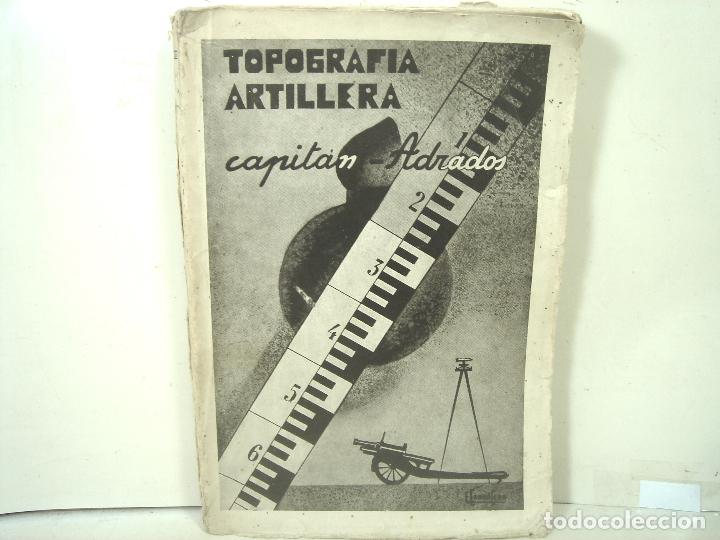 TOPOGRAFIA
ARTILLERA
capitán - Adrados
1
2
3
4
5
6
todocoleccion